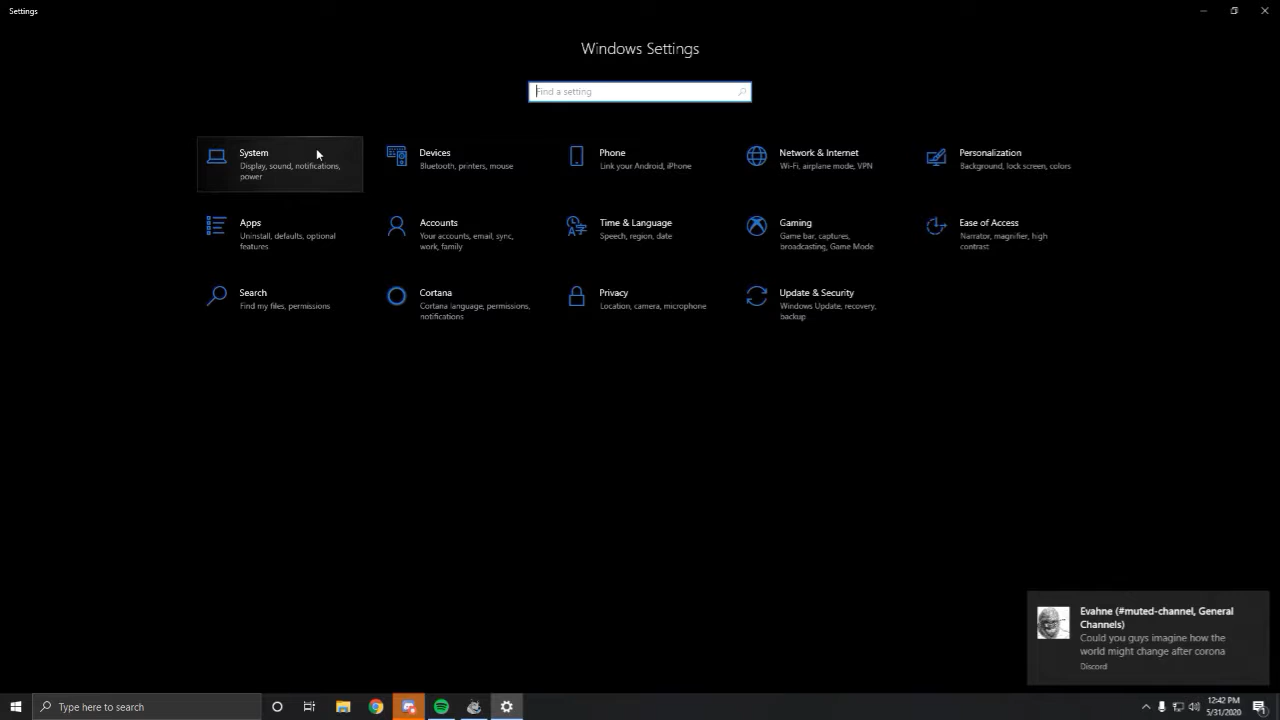 Settings
Windows Settings
Find a setting
System
Display, sound, notifications,
power
Devices
Bluetooth, printers, mouse
Phone
Link your Android, iPhone
Network & Internet
Wi-Fi, airplane mode, VPN
Personalization
Background, lock screen, colors
Apps
Uninstall, defaults, optional
features
Accounts
Your accounts, email, sync,
work, family
Time & Language
Speech, region, date
Gaming
Game bar, captures,
broadcasting, Game Mode
Ease of Access
Narrator, magnifier, high
contrast
Search
Find my files, permissions
Cortana
Cortana language, permissions,
notifications
Privacy
Location, camera, microphone
Update & Security
Windows Update, recovery,
backup
Evahne (#muted-channel, General
Channels)
Could you guys imagine how the
world might change after corona
Discord
Type here to search
12:42 PM
5/31/2020